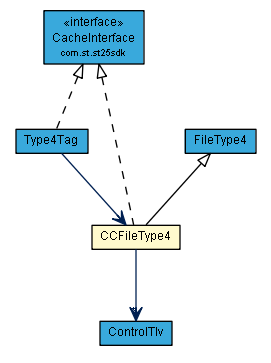 «interface»
CacheInterface
com.st.st25sdk
Type4Tag
FileType4
CCFileType4
ControlTlv